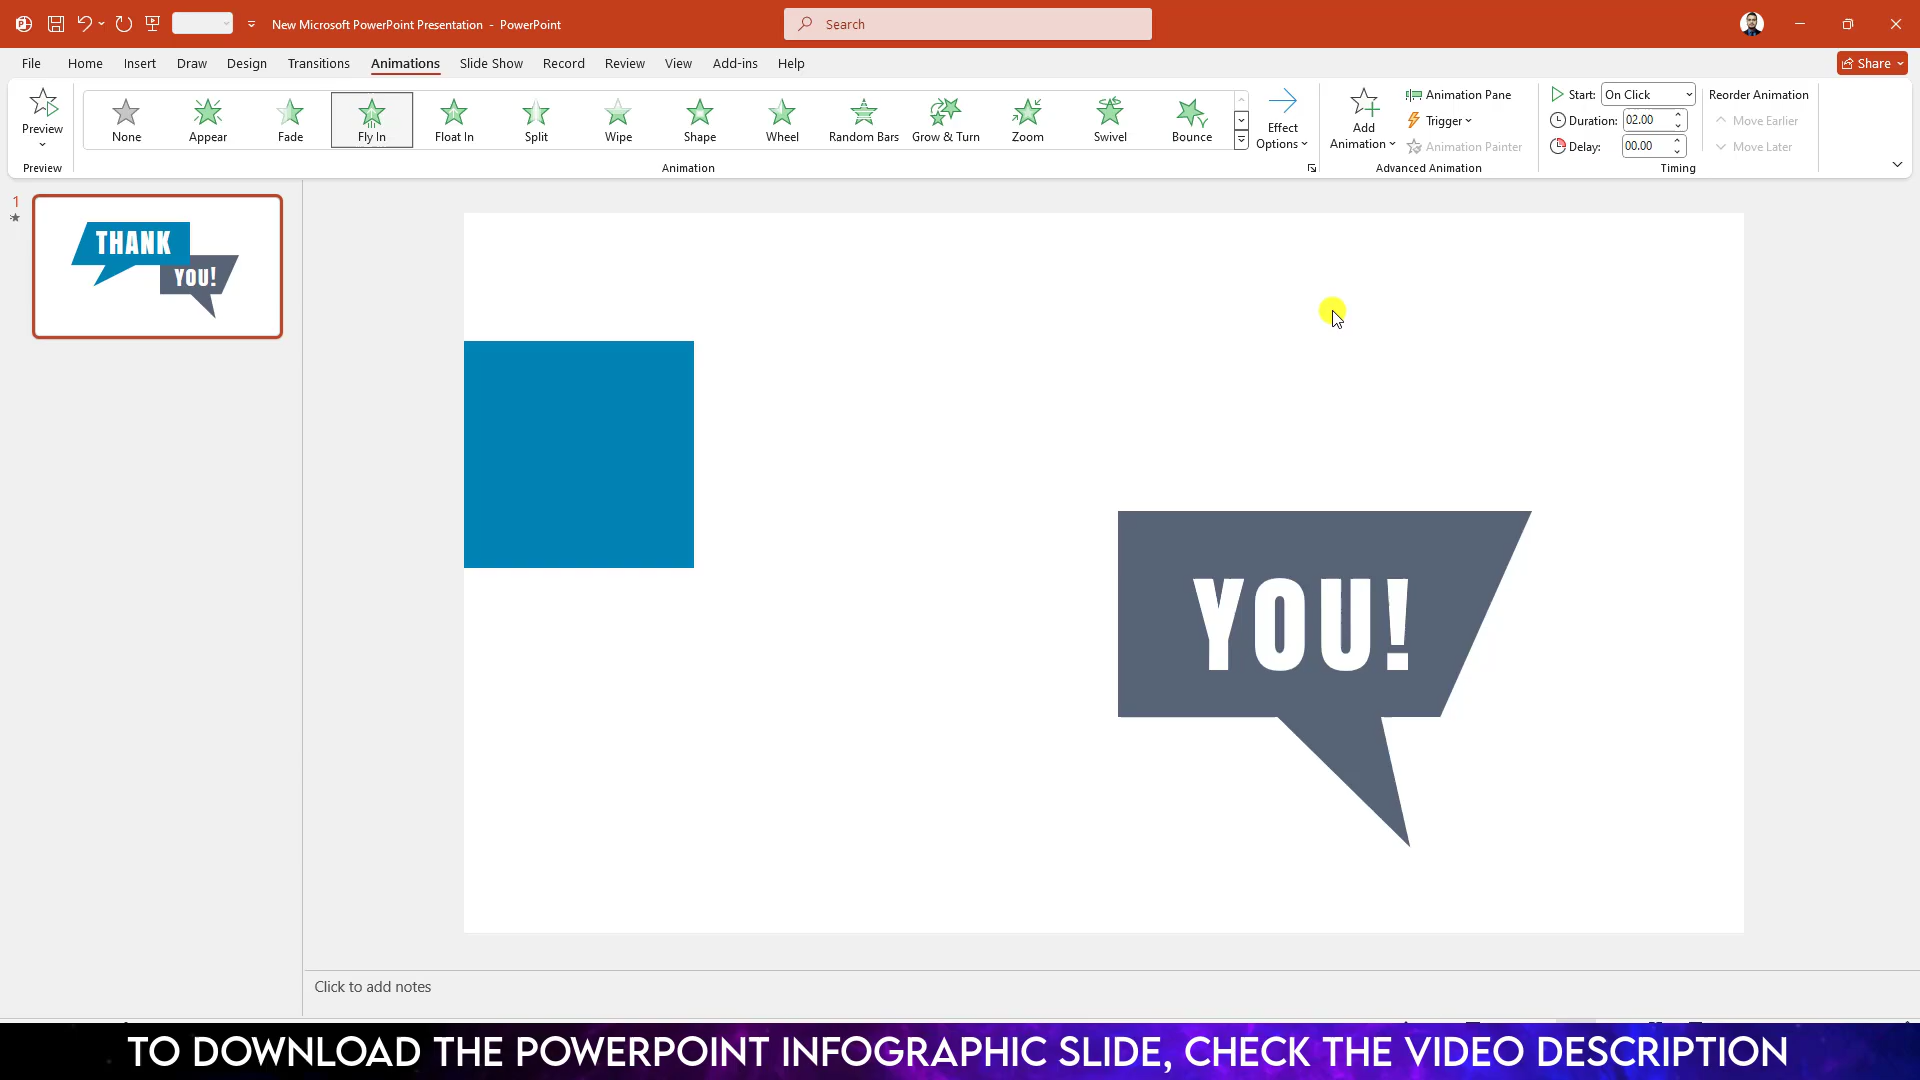 New Microsoft PowerPoint Presentation - PowerPoint
Search
File Home Insert Draw Design Transitions Animations Slide Show Record Review View Add-ins Help
Share
Preview
None Appear Fade Fly In Float In Split Wipe Shape Wheel Random Bars Grow & Turn Zoom Swivel Bounce
Effect Options
Add Animation
Animation Pane
Trigger
Animation Painter
Start: On Click
Duration: 02.00
Delay: 00.00
Reorder Animation
Move Earlier
Move Later
Preview Animation Advanced Animation Timing
1
THANK
YOU!
YOU!
Click to add notes
TO DOWNLOAD THE POWERPOINT INFOGRAPHIC SLIDE, CHECK THE VIDEO DESCRIPTION